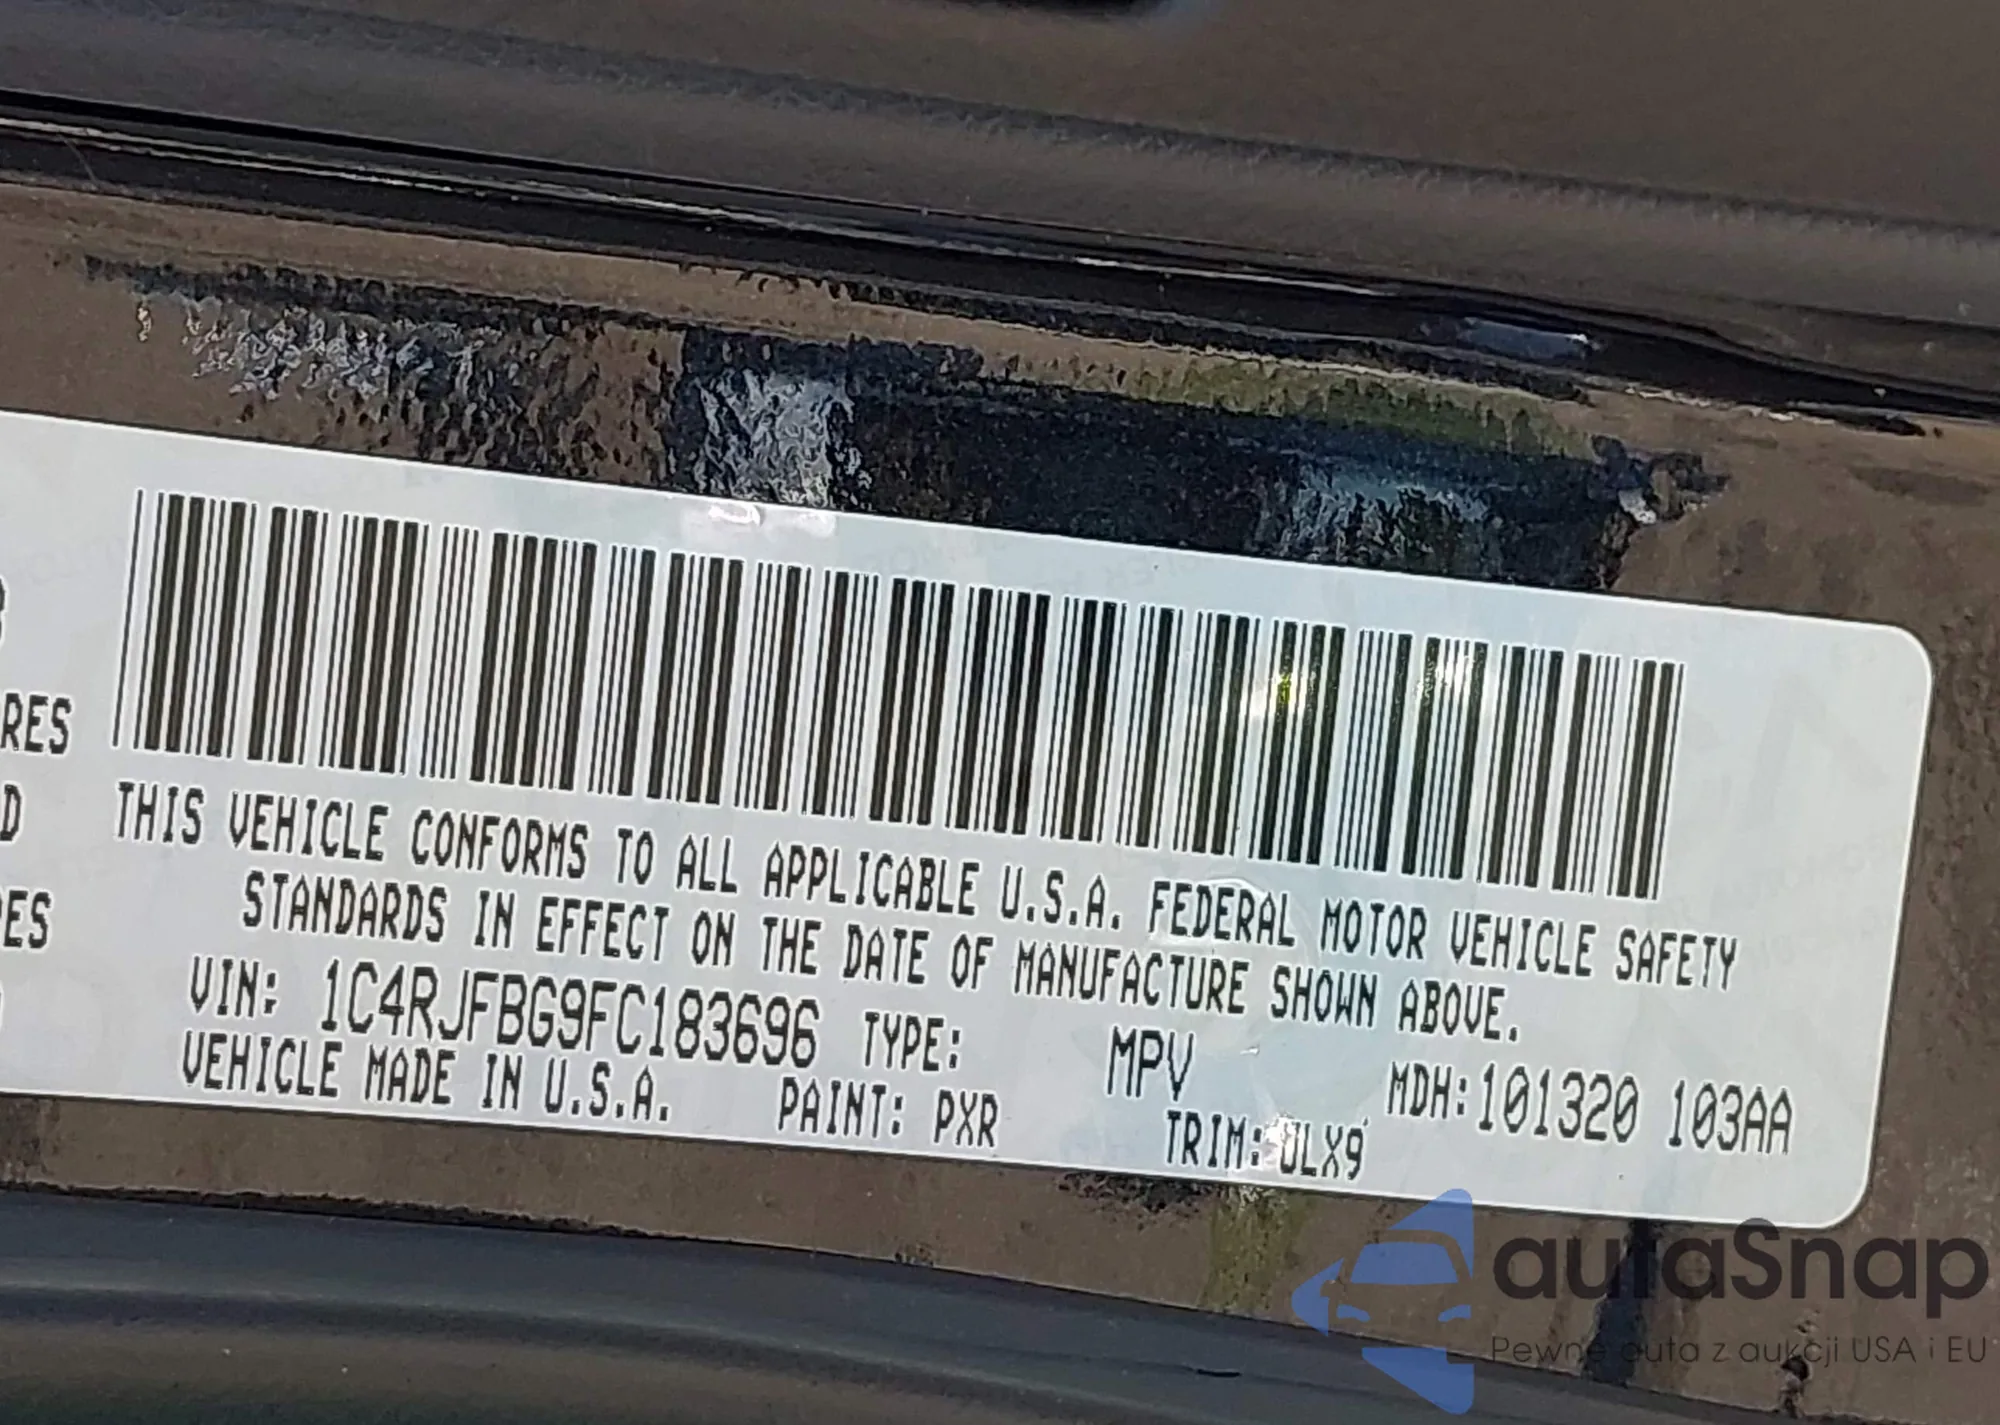 RES
D
ES
THIS VEHICLE CONFORMS TO ALL APPLICABLE U.S.A. FEDERAL MOTOR VEHICLE SAFETY
STANDARDS IN EFFECT ON THE DATE OF MANUFACTURE SHOWN ABOVE.
VIN: 1C4RJFBG9FC183696 TYPE: MPV MDH:101320 103AA
VEHICLE MADE IN U.S.A. PAINT: PXR TRIM: ULX9
autaSnap
Pewne auta z aukcji USA i EU